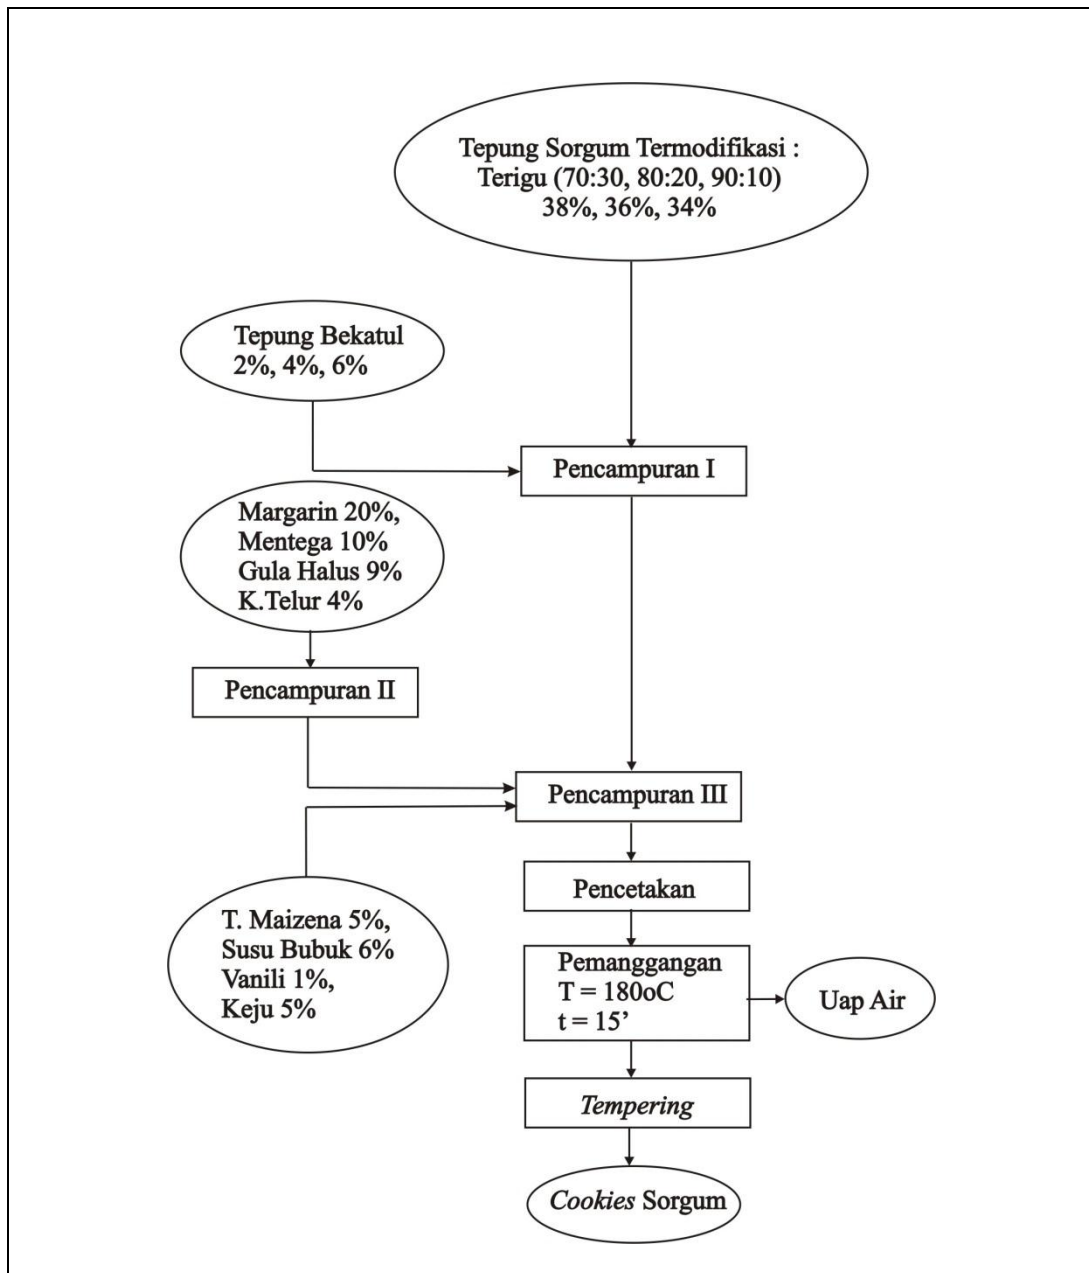 Tepung Sorgum Termodifikasi :
Terigu (70:30, 80:20, 90:10)
38%, 36%, 34%
Tepung Bekatul
2%, 4%, 6%
Pencampuran I
Margarin 20%,
Mentega 10%
Gula Halus 9%
K.Telur 4%
Pencampuran II
Pencampuran III
T. Maizena 5%,
Susu Bubuk 6%
Vanili 1%,
Keju 5%
Pencetakan
Pemanggangan
T = 180oC
t = 15’
Uap Air
Tempering
Cookies Sorgum